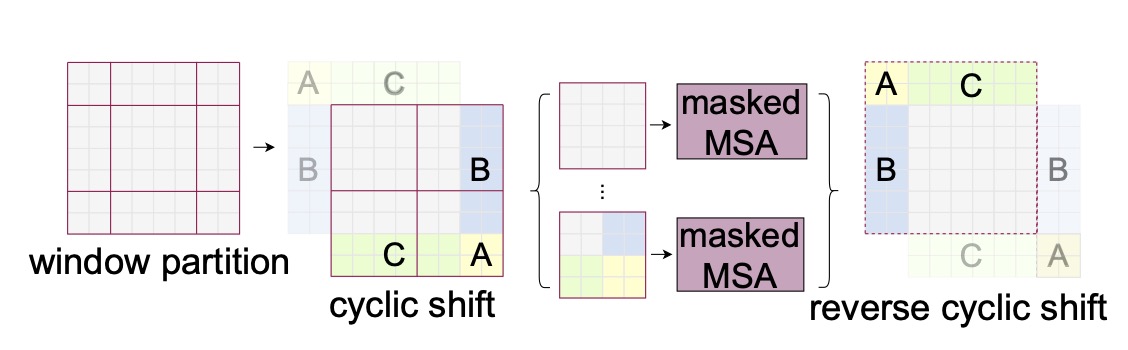 A
C
B
B
C
A
window partition
cyclic shift
masked
MSA
...
masked
MSA
A
C
B
B
C
A
reverse cyclic shift